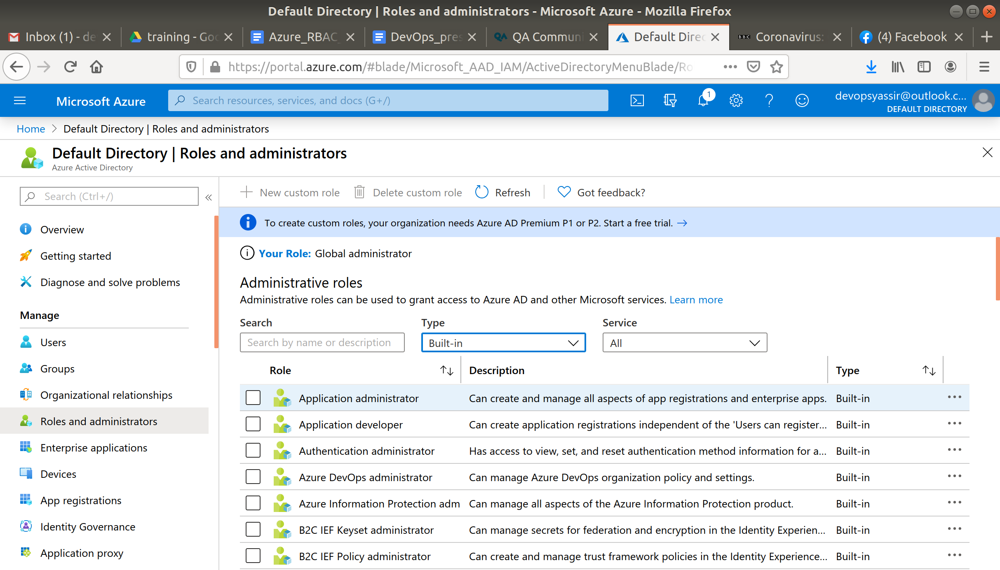 Default Directory | Roles and administrators - Microsoft Azure - Mozilla Firefox
Inbox (1) - de
training - Goo
Azure_RBAC_
DevOps_pres
QA Communi
Default Direc
BBC Coronavirus:
(4) Facebook
https://portal.azure.com/#blade/Microsoft_AAD_IAM/ActiveDirectoryMenuBlade/Ro
Microsoft Azure
Search resources, services, and docs (G+/)
1
devopsyassir@outlook.c...
DEFAULT DIRECTORY
Home > Default Directory | Roles and administrators
Default Directory | Roles and administrators
Azure Active Directory
Search (Ctrl+/)
Overview
Getting started
Diagnose and solve problems
Manage
Users
Groups
Organizational relationships
Roles and administrators
Enterprise applications
Devices
App registrations
Identity Governance
Application proxy
New custom role
Delete custom role
Refresh
Got feedback?
To create custom roles, your organization needs Azure AD Premium P1 or P2. Start a free trial. →
Your Role: Global administrator
Administrative roles
Administrative roles can be used to grant access to Azure AD and other Microsoft services. Learn more
Search
Type
Service
Search by name or description
Built-in
All
Role
Description
Type
Application administrator Can create and manage all aspects of app registrations and enterprise apps. Built-in
Application developer Can create application registrations independent of the 'Users can register... Built-in
Authentication administrator Has access to view, set, and reset authentication method information for a... Built-in
Azure DevOps administrator Can manage Azure DevOps organization policy and settings. Built-in
Azure Information Protection adm Can manage all aspects of the Azure Information Protection product. Built-in
B2C IEF Keyset administrator Can manage secrets for federation and encryption in the Identity Experien... Built-in
B2C IEF Policy administrator Can create and manage trust framework policies in the Identity Experience... Built-in